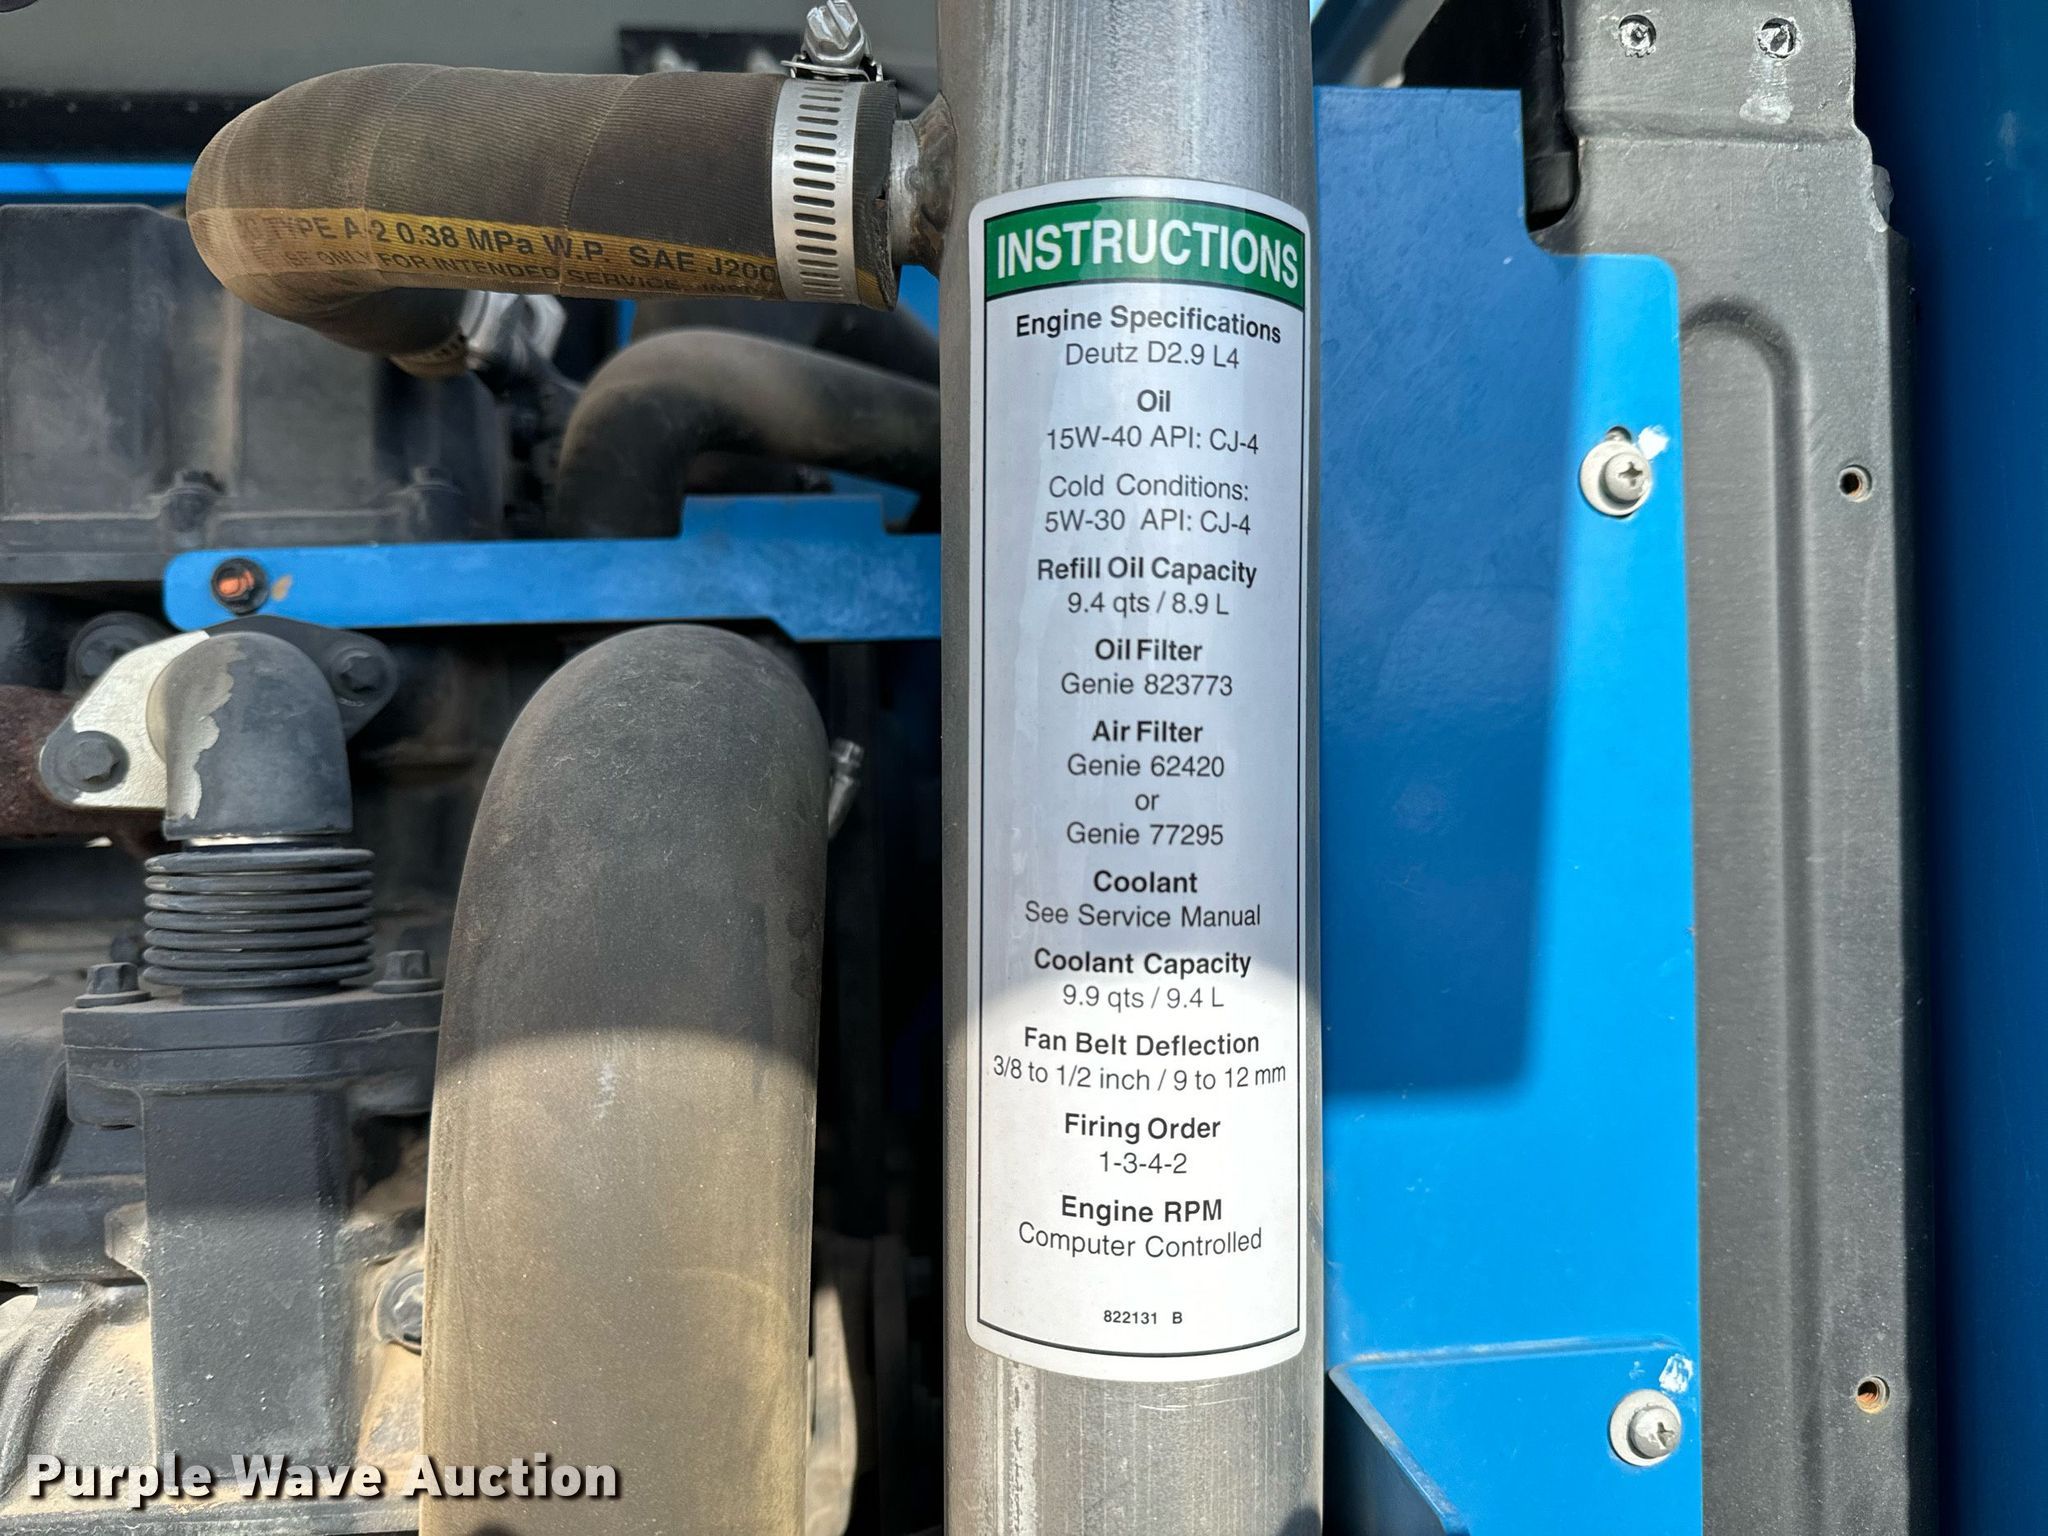 TYPE A-2 0.38 MPa W.P. SAE J200
FOR INTENDED SERVICE.
INSTRUCTIONS
Engine Specifications
Deutz D2.9 L4
Oil
15W-40 API: CJ-4
Cold Conditions:
5W-30 API: CJ-4
Refill Oil Capacity
9.4 qts / 8.9 L
Oil Filter
Genie 823773
Air Filter
Genie 62420
or
Genie 77295
Coolant
See Service Manual
Coolant Capacity
9.9 qts / 9.4 L
Fan Belt Deflection
3/8 to 1/2 inch / 9 to 12 mm
Firing Order
1-3-4-2
Engine RPM
Computer Controlled
822131 B
Purple Wave Auction